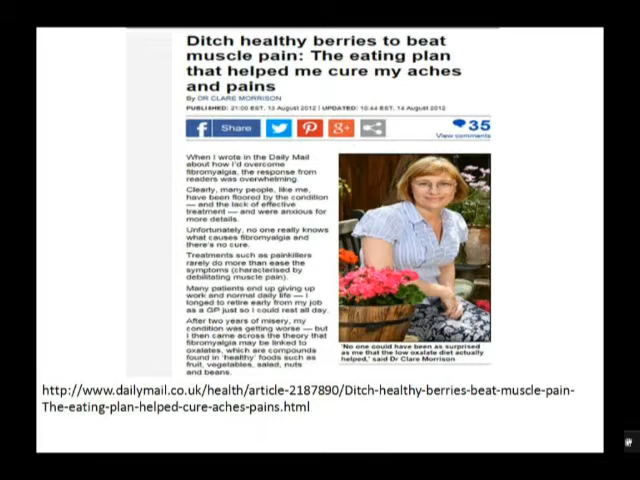 Ditch healthy berries to beat
muscle pain: The eating plan
that helped me cure my aches
and pains
By DR CLARE MORRISON
PUBLISHED: 21:00 EST, 13 August 2012 | UPDATED: 10:44 EST, 14 August 2012
f Share g+ 35
View comments
When I wrote in the Daily Mail
about how I'd overcome
fibromyalgia, the response from
readers was overwhelming.
Clearly, many people, like me,
have been floored by the condition
— and the lack of effective
treatment — and were anxious for
more details.
Unfortunately, no one really knows
what causes fibromyalgia and
there's no cure.
Treatments such as painkillers
rarely do more than ease the
symptoms (characterised by
debilitating muscle pain).
Many patients end up giving up
work and normal daily life — I
longed to retire early from my job
as a GP just so I could rest all day.
After two years of misery, my
condition was getting worse — but
I then came across the theory that
fibromyalgia may be linked to
oxalates, which are compounds
found in 'healthy' foods such as
fruit, vegetables, salad, nuts
and beans.
'No one could have been as surprised
as me that the low oxalate diet actually
helped,' said Dr Clare Morrison
http://www.dailymail.co.uk/health/article-2187890/Ditch-healthy-berries-beat-muscle-pain-
The-eating-plan-helped-cure-aches-pains.html